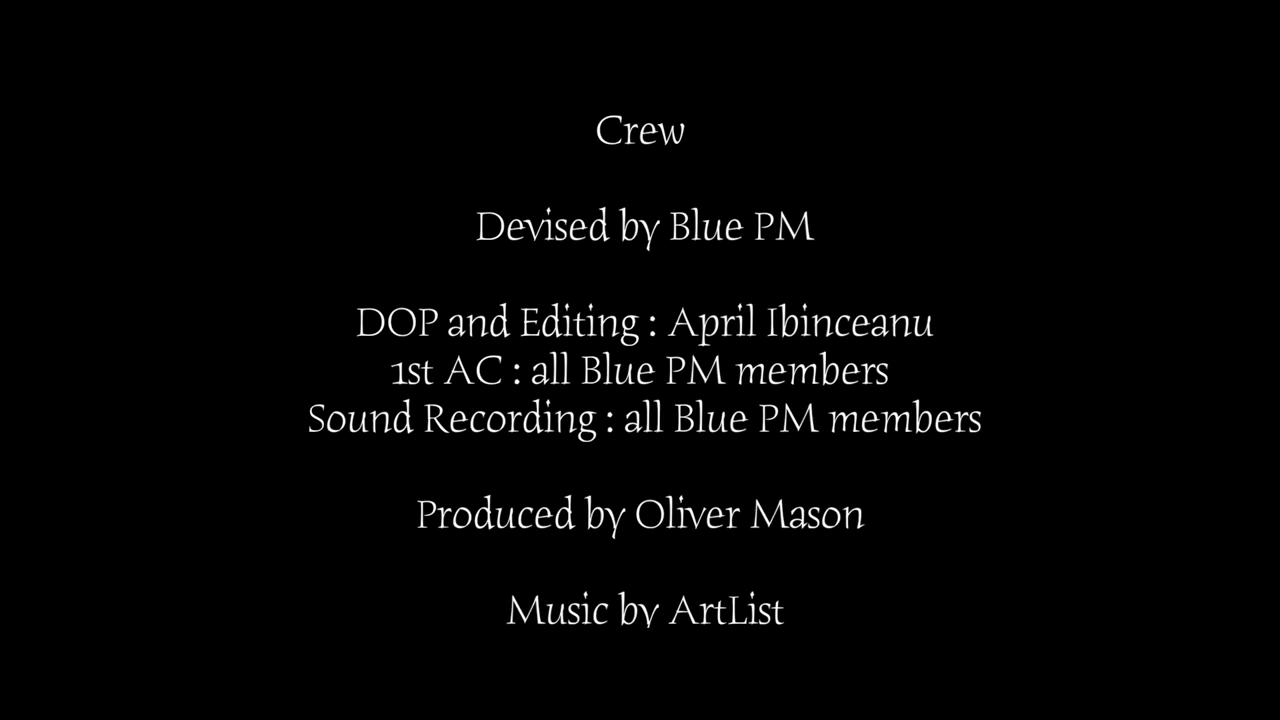 Crew
Devised by Blue PM
DOP and Editing : April Ibinceanu
1st AC : all Blue PM members
Sound Recording : all Blue PM members
Produced by Oliver Mason
Music by ArtList